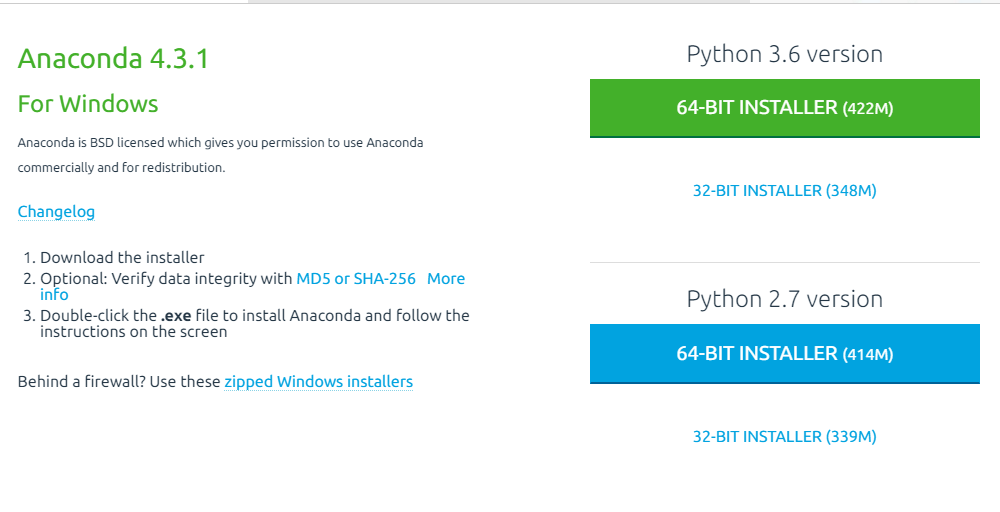 Anaconda 4.3.1
For Windows
Anaconda is BSD licensed which gives you permission to use Anaconda
commercially and for redistribution.
Changelog
1. Download the installer
2. Optional: Verify data integrity with MD5 or SHA-256 More
info
3. Double-click the .exe file to install Anaconda and follow the
instructions on the screen
Behind a firewall? Use these zipped Windows installers
Python 3.6 version
64-BIT INSTALLER (422M)
32-BIT INSTALLER (348M)
Python 2.7 version
64-BIT INSTALLER (414M)
32-BIT INSTALLER (339M)